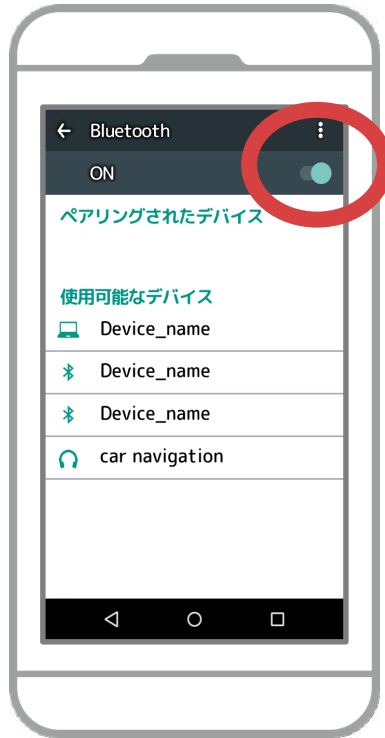 Bluetooth
ON
ペアリングされたデバイス
使用可能なデバイス
Device_name
Device_name
Device_name
car navigation